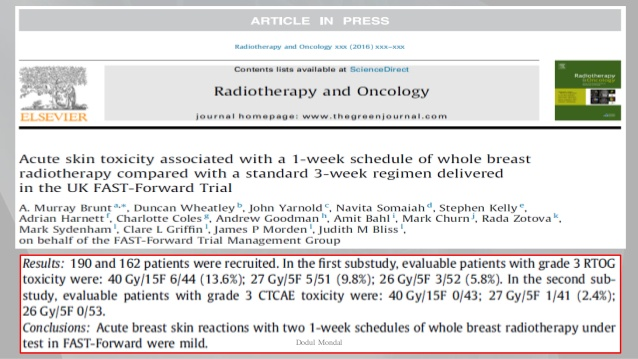 ARTICLE IN PRESS
Radiotherapy and Oncology xxx (2016) xxx–xxx
Contents lists available at ScienceDirect
Radiotherapy and Oncology
journal homepage: www.thegreenjournal.com
ELSEVIER
Radiotherapy
Acute skin toxicity associated with a 1-week schedule of whole breast
radiotherapy compared with a standard 3-week regimen delivered
in the UK FAST-Forward Trial
A. Murray Brunt a,*, Duncan Wheatley b, John Yarnold c, Navita Somaiah d, Stephen Kelly e,
Adrian Harnett f, Charlotte Coles g, Andrew Goodman h, Amit Bahl i, Mark Churn j, Rada Zotova k,
Mark Sydenham l, Clare L Griffin l, James P Morden l, Judith M Bliss l,
on behalf of the FAST-Forward Trial Management Group
Results: 190 and 162 patients were recruited. In the first substudy, evaluable patients with grade 3 RTOG
toxicity were: 40 Gy/15F 6/44 (13.6%); 27 Gy/5F 5/51 (9.8%); 26 Gy/5F 3/52 (5.8%). In the second sub-
study, evaluable patients with grade 3 CTCAE toxicity were: 40 Gy/15F 0/43; 27 Gy/5F 1/41 (2.4%);
26 Gy/5F 0/53.
Conclusions: Acute breast skin reactions with two 1-week schedules of whole breast radiotherapy under
test in FAST-Forward were mild.
Dodul Mondal